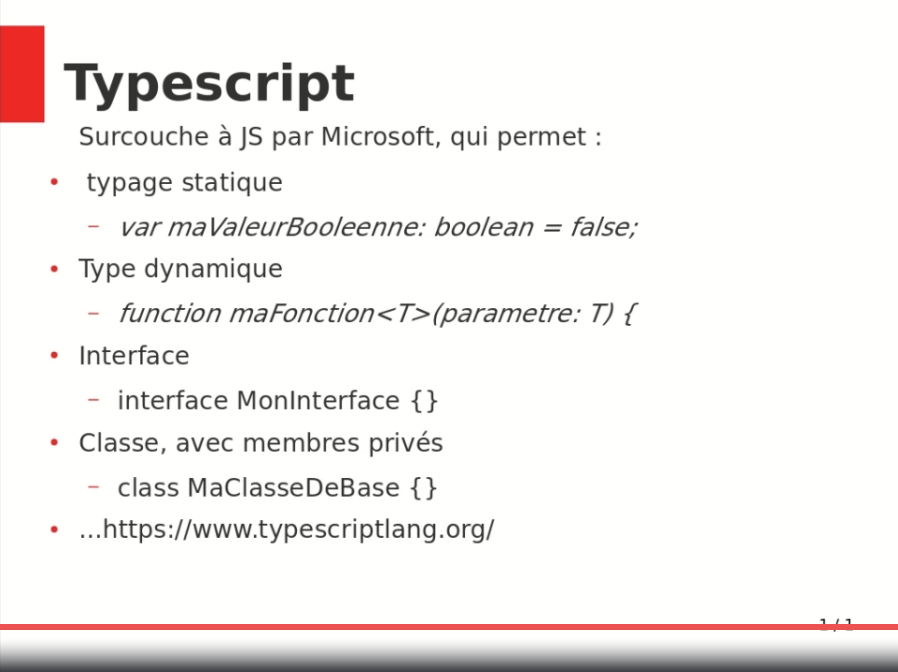 Typescript
Surcouche à JS par Microsoft, qui permet :
• typage statique
– var maValeurBooleenne: boolean = false;
• Type dynamique
– function maFonction<T>(parametre: T) {
• Interface
– interface MonInterface {}
• Classe, avec membres privés
– class MaClasseDeBase {}
• ...https://www.typescriptlang.org/
1 / 1